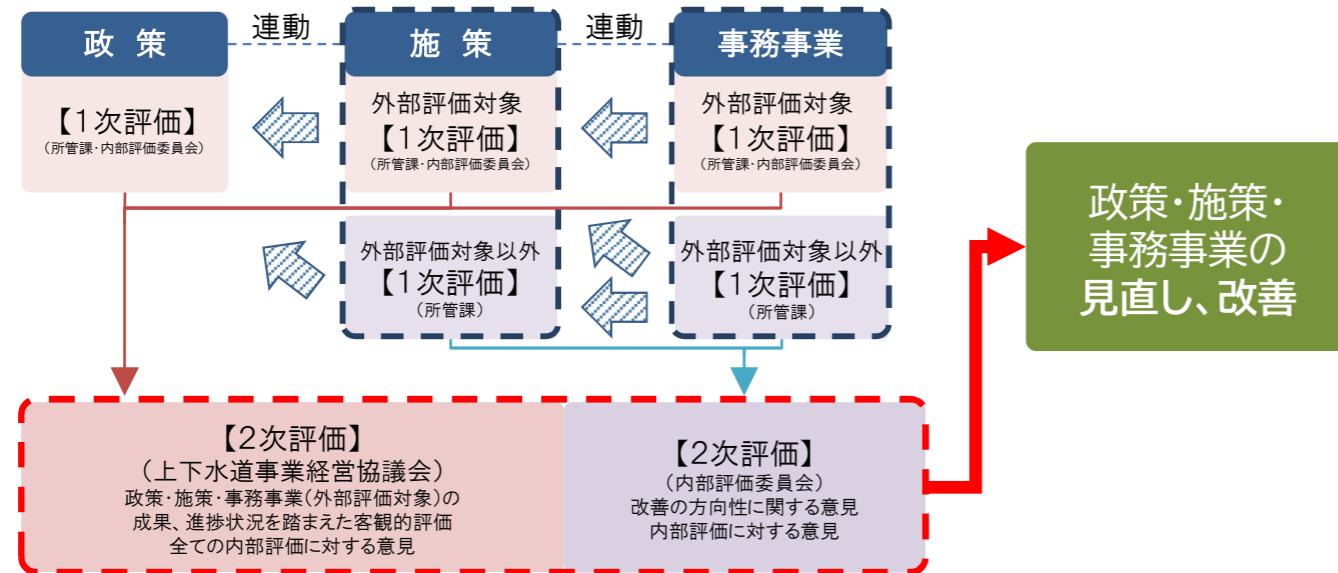 政 策
連動
施 策
連動
事務事業
【1次評価】
(所管課・内部評価委員会)
外部評価対象
【1次評価】
(所管課・内部評価委員会)
外部評価対象
【1次評価】
(所管課・内部評価委員会)
外部評価対象以外
【1次評価】
(所管課)
外部評価対象以外
【1次評価】
(所管課)
政策・施策・
事務事業の
見直し、改善
【2次評価】
(上下水道事業経営協議会)
政策・施策・事務事業(外部評価対象)の
成果、進捗状況を踏まえた客観的評価
全ての内部評価に対する意見
【2次評価】
(内部評価委員会)
改善の方向性に関する意見
内部評価に対する意見